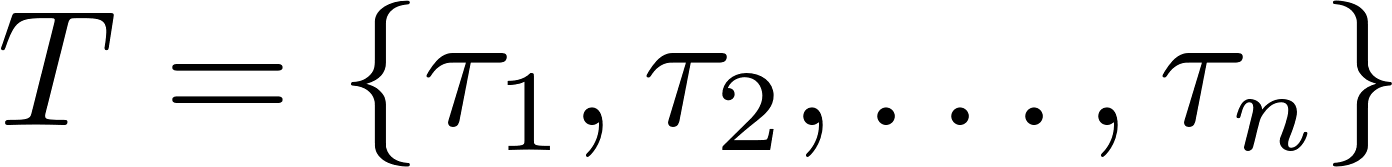 T = {τ₁, τ₂, . . . , τₙ}